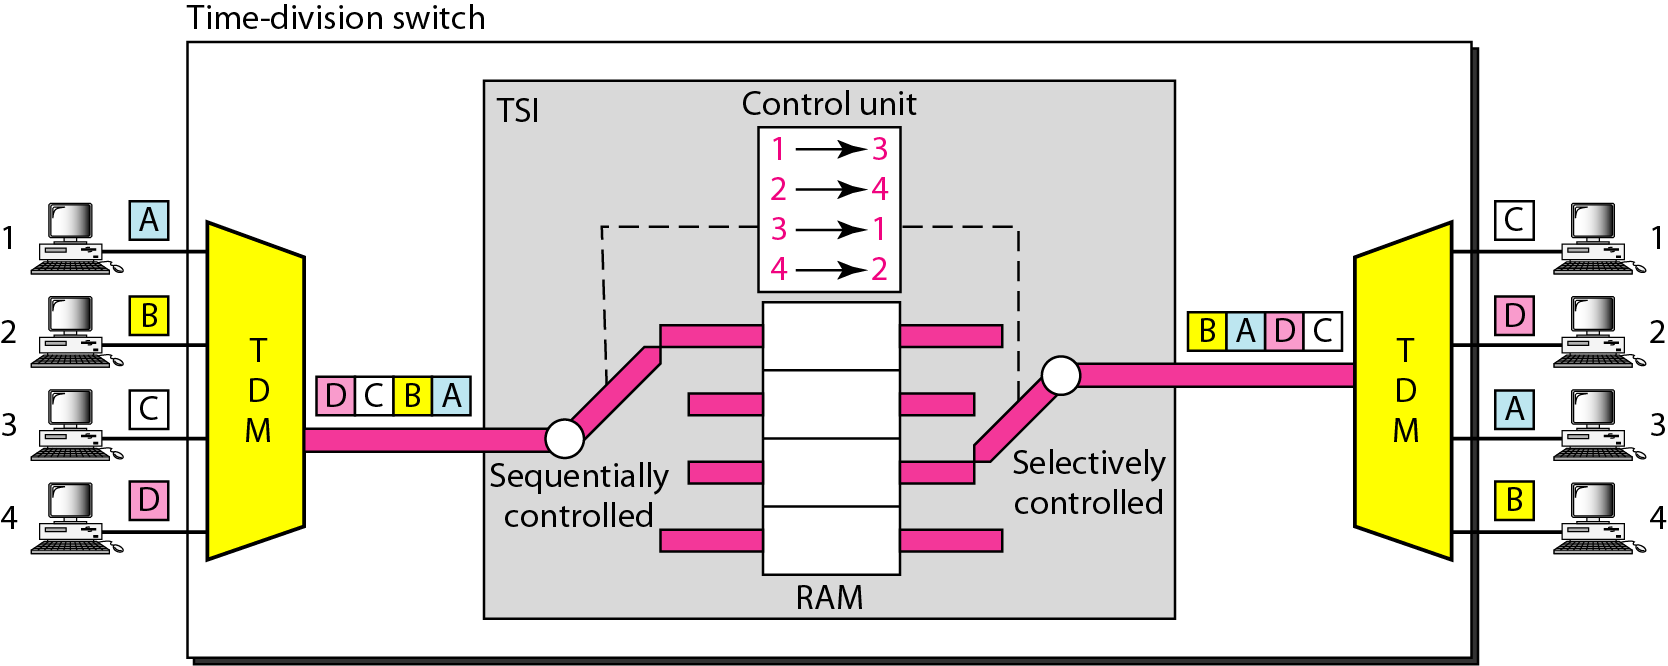 Time-division switch
TSI
Control unit
1 3
2 4
3 1
4 2
1 A
2 B
3 C
4 D
T
D
M
D C B A
Sequentially
controlled
RAM
Selectively
controlled
B A D C
T
D
M
C 1
D 2
A 3
B 4